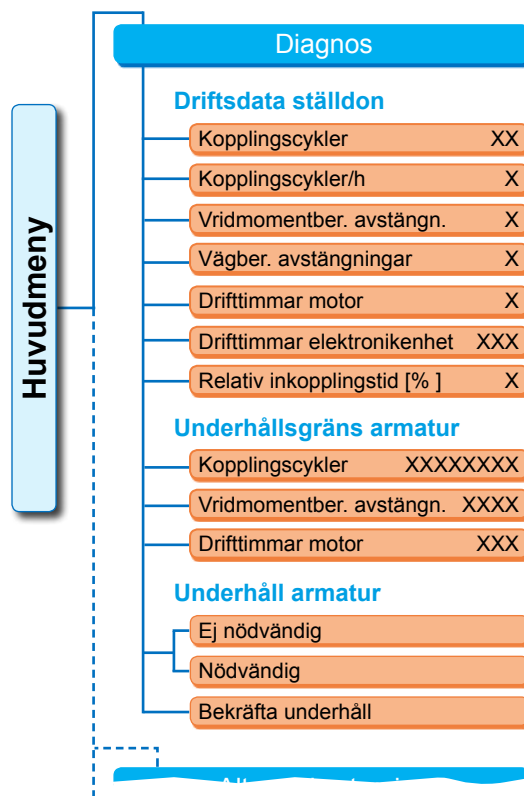 Huvudmeny
Diagnos
Driftsdata ställdon
Kopplingscykler XX
Kopplingscykler/h X
Vridmomentber. avstängn. X
Vägber. avstängningar X
Drifttimmar motor X
Drifttimmar elektronikenhet XXX
Relativ inkopplingstid [% ] X
Underhållsgräns armatur
Kopplingscykler XXXXXXXX
Vridmomentber. avstängn. XXXX
Drifttimmar motor XXX
Underhåll armatur
Ej nödvändig
Nödvändig
Bekräfta underhåll